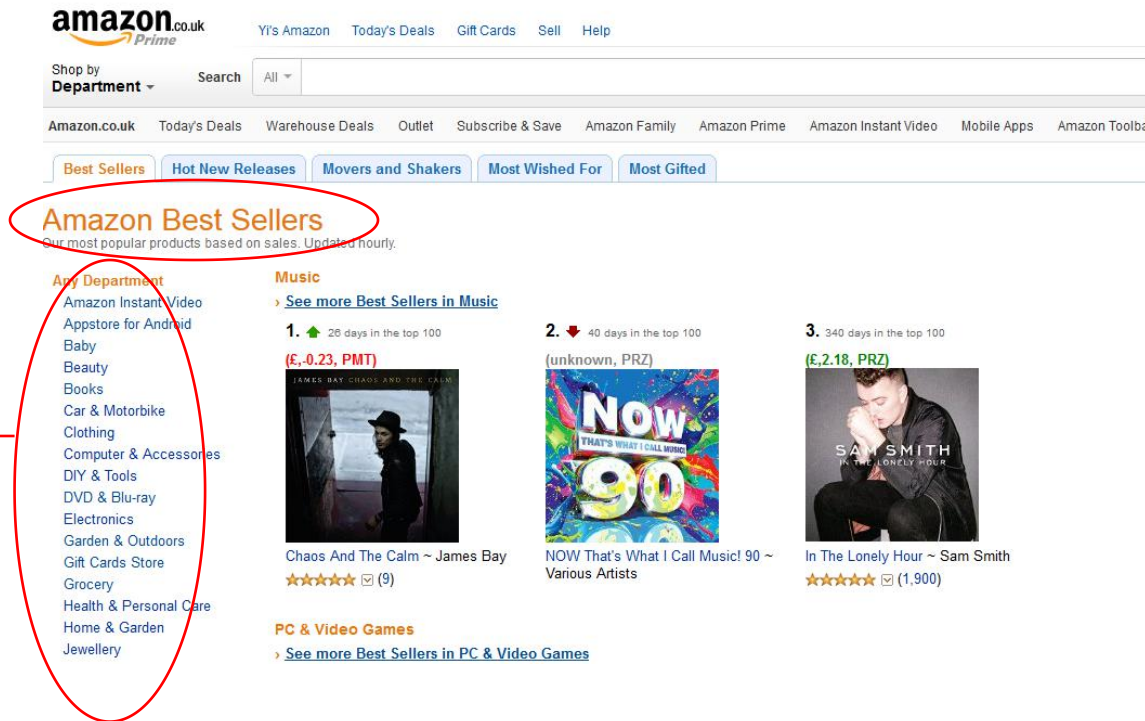 amazon.co.uk
Prime
Yi's Amazon Today's Deals Gift Cards Sell Help
Shop by
Department
Search All
Amazon.co.uk Today's Deals Warehouse Deals Outlet Subscribe & Save Amazon Family Amazon Prime Amazon Instant Video Mobile Apps Amazon Toolba
Best Sellers Hot New Releases Movers and Shakers Most Wished For Most Gifted
Amazon Best Sellers
Our most popular products based on sales. Updated hourly.
Any Department
Amazon Instant Video
Appstore for Android
Baby
Beauty
Books
Car & Motorbike
Clothing
Computer & Accessories
DIY & Tools
DVD & Blu-ray
Electronics
Garden & Outdoors
Gift Cards Store
Grocery
Health & Personal Care
Home & Garden
Jewellery
Music
› See more Best Sellers in Music
1. 26 days in the top 100
(£,-0.23, PMT)
JAMES BAY CHAOS AND THE CALM
Chaos And The Calm ~ James Bay
(9)
2. 40 days in the top 100
(unknown, PRZ)
NOW
THAT'S WHAT I CALL MUSIC!
90
NOW That's What I Call Music! 90 ~
Various Artists
3. 340 days in the top 100
(£,2.18, PRZ)
SAM SMITH
IN THE LONELY HOUR
In The Lonely Hour ~ Sam Smith
(1,900)
PC & Video Games
› See more Best Sellers in PC & Video Games